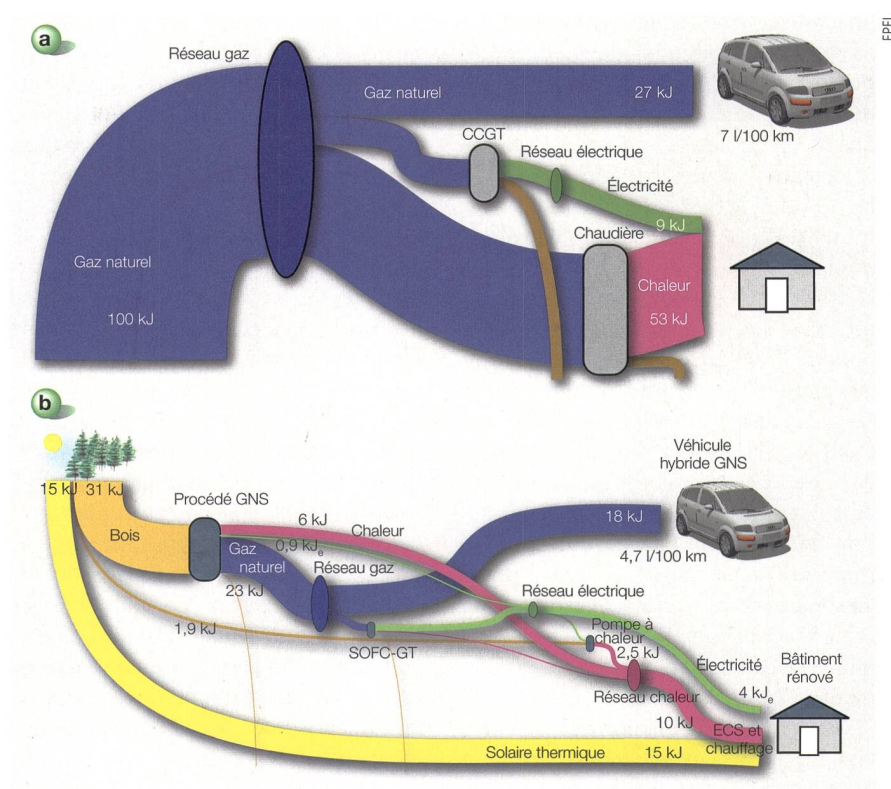 EPFL
a
Réseau gaz
Gaz naturel
27 kJ
7 l/100 km
CCGT
Réseau électrique
Électricité
9 kJ
Chaudière
Gaz naturel
Chaleur
100 kJ
53 kJ
b
Véhicule
hybride GNS
15 kJ
31 kJ
Procédé GNS
6 kJ
Chaleur
18 kJ
Bois
0,9 kJe
Gaz
naturel
4,7 l/100 km
Réseau gaz
23 kJ
Réseau électrique
1,9 kJ
Pompe à
chaleur
SOFC-GT
2,5 kJ
Électricité
Bâtiment
rénové
Réseau chaleur
4 kJe
10 kJ
ECS et
chauffage
Solaire thermique
15 kJ